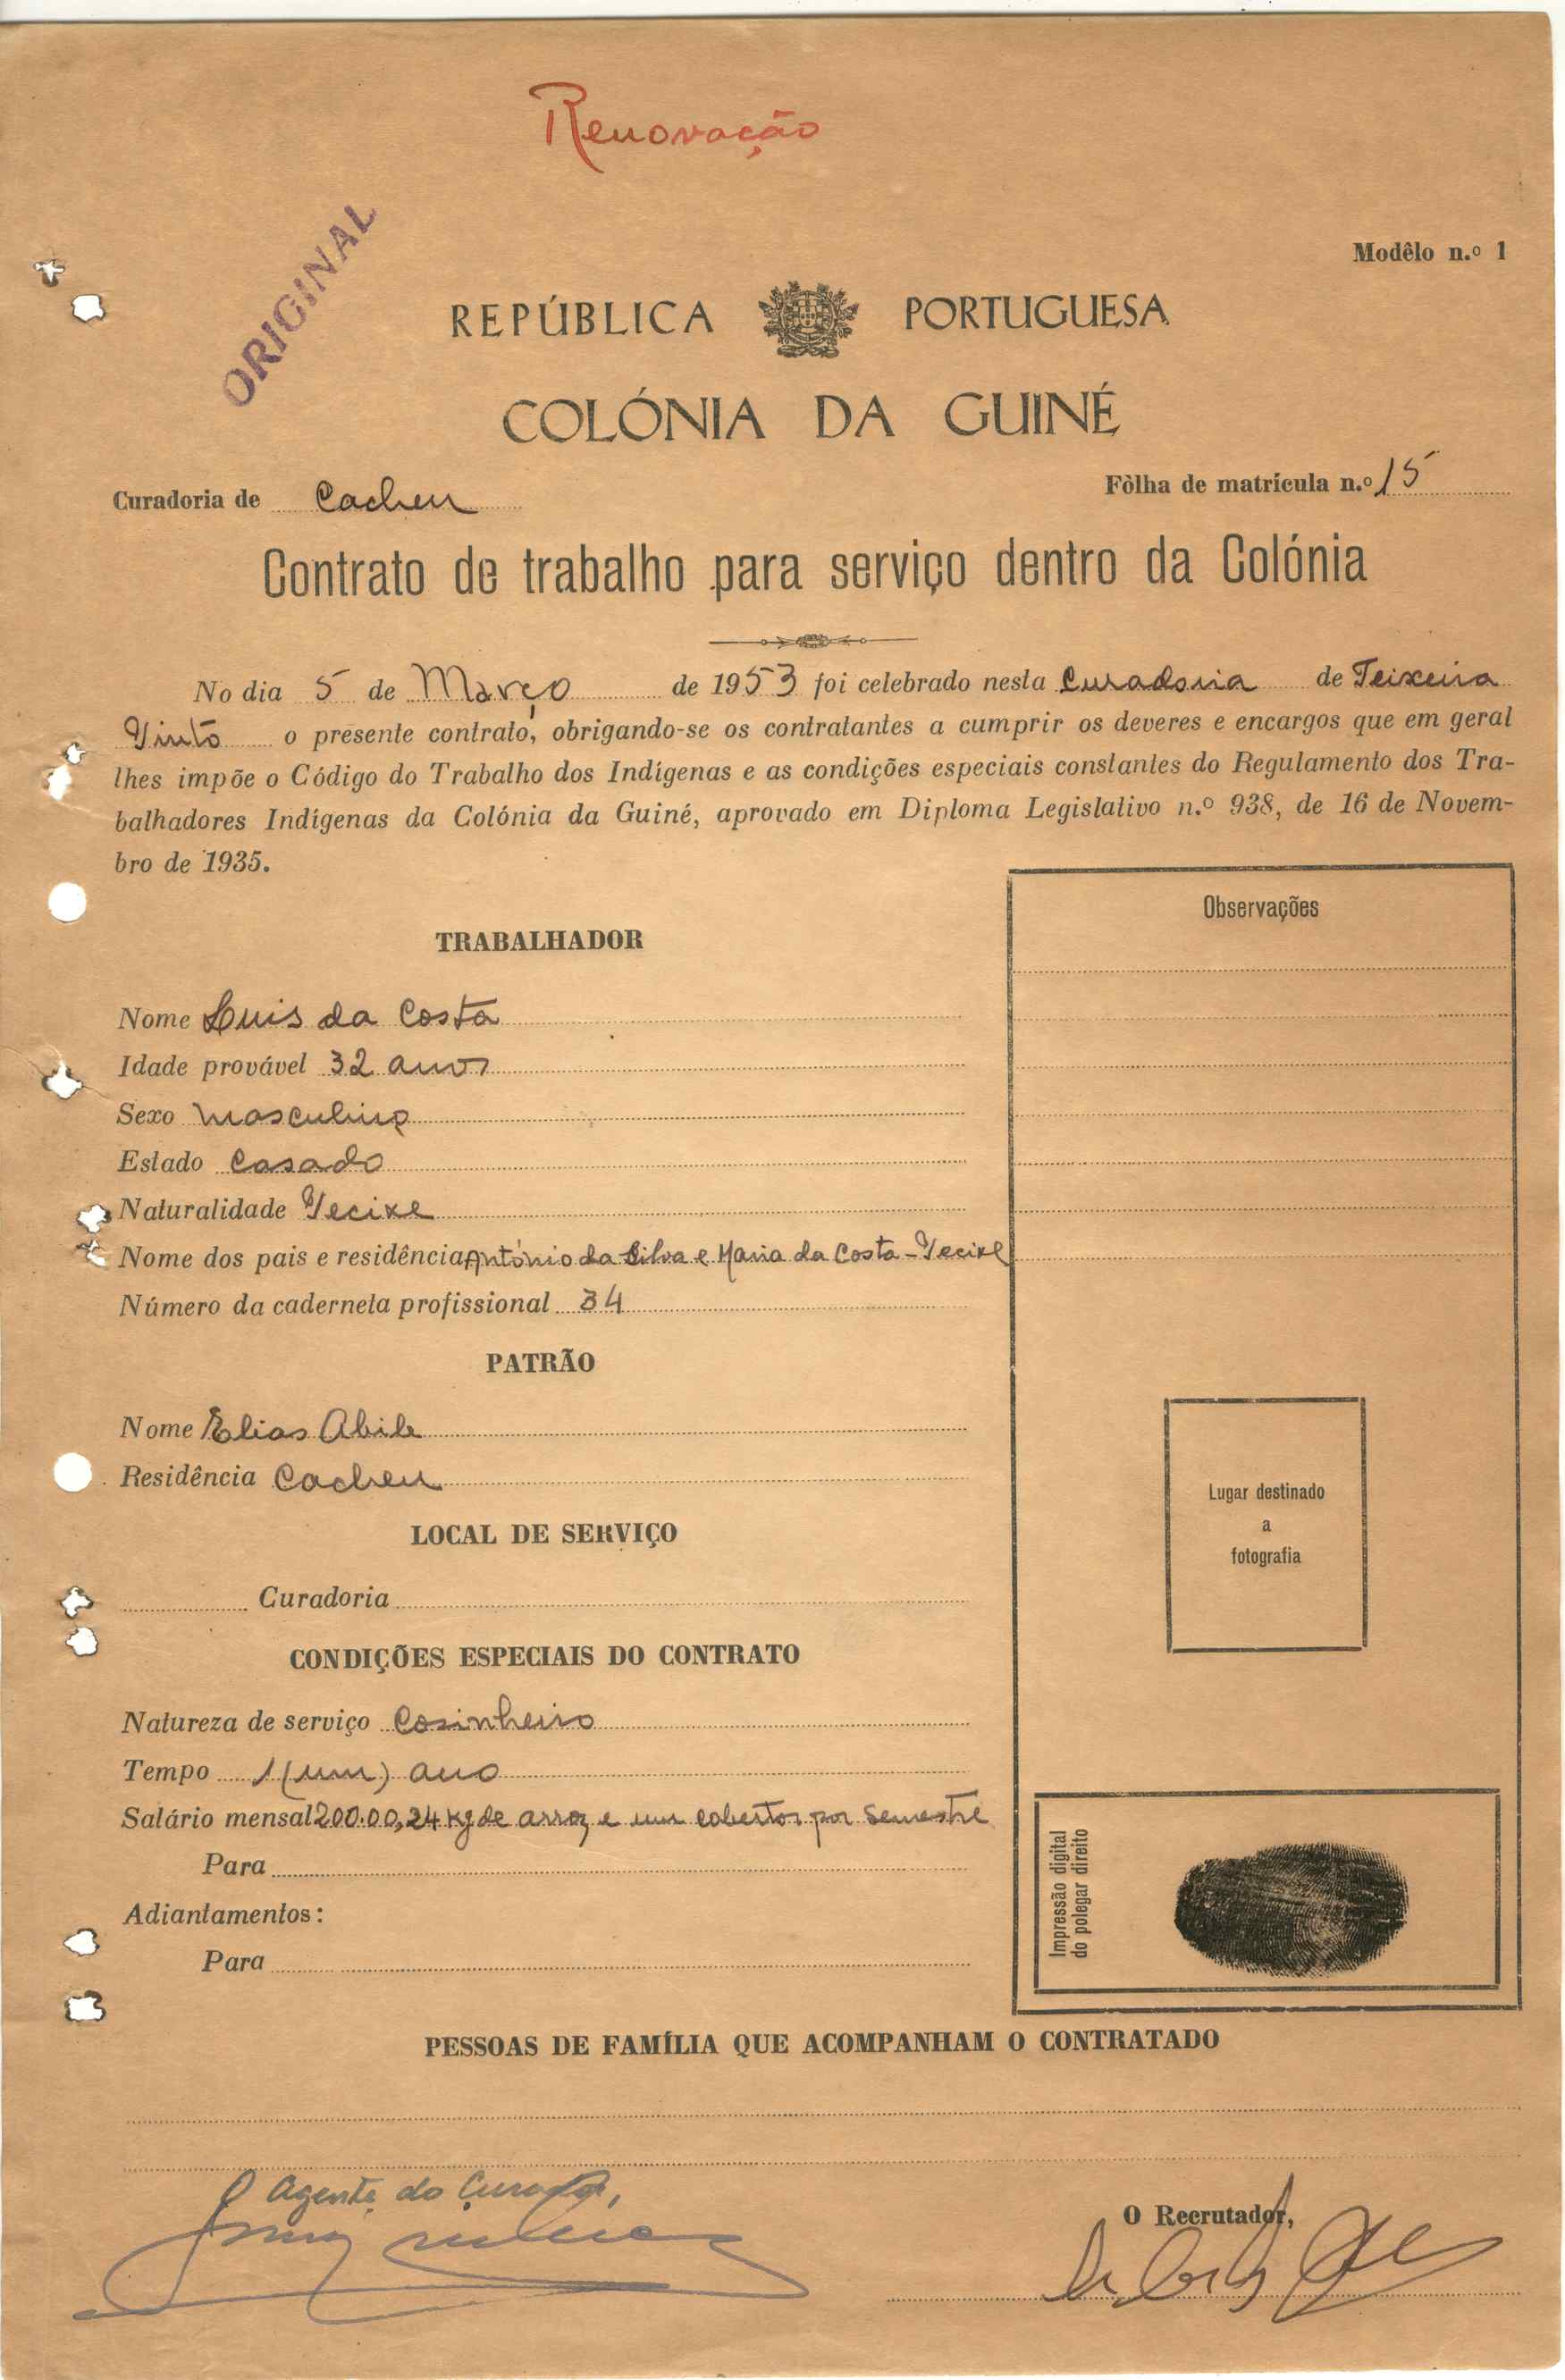 Renovação
ORIGINAL
Modêlo n.º 1
REPÚBLICA PORTUGUESA
COLÓNIA DA GUINÉ
Curadoria de Cacheu Fôlha de matrícula n.º 15
Contrato de trabalho para serviço dentro da Colónia
No dia 5 de Março de 1953 foi celebrado nesta Curadoria de Teixeira
Pinto o presente contrato, obrigando-se os contratantes a cumprir os deveres e encargos que em geral
lhes impõe o Código do Trabalho dos Indígenas e as condições especiais constantes do Regulamento dos Tra-
balhadores Indígenas da Colónia da Guiné, aprovado em Diploma Legislativo n.º 938, de 16 de Novem-
bro de 1935.
Observações
TRABALHADOR
Nome Luis da Costa
Idade provável 32 anos
Sexo masculino
Estado Casado
Naturalidade Pecixe
Nome dos pais e residência António da Silva e Maria da Costa - Pecixe
Número da caderneta profissional 34
PATRÃO
Nome Elias Abib
Residência Cacheu
Lugar destinado
a
fotografia
LOCAL DE SERVIÇO
Curadoria
CONDIÇÕES ESPECIAIS DO CONTRATO
Natureza de serviço Cosinheiro
Tempo 1 (um) ano
Salário mensal 200.00, 24 kg de arroz e um cobertor por semestre
Para
Adiantamentos:
Para
Impressão digital
do polegar direito
PESSOAS DE FAMÍLIA QUE ACOMPANHAM O CONTRATADO
O Agente do Curador,
O Recrutador,